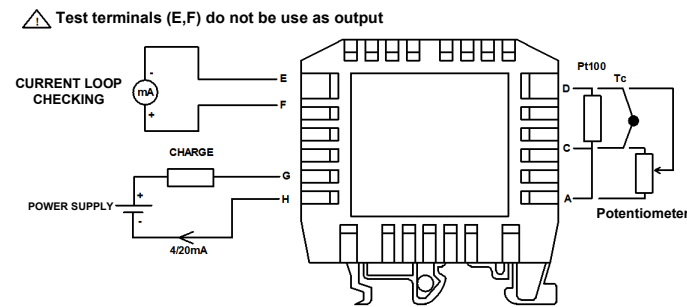 Test terminals (E,F) do not be use as output
CURRENT LOOP
CHECKING
-
mA
+
E
F
CHARGE
G
H
POWER SUPPLY
+
-
4/20mA
Pt100
Tc
D
C
A
Potentiometer